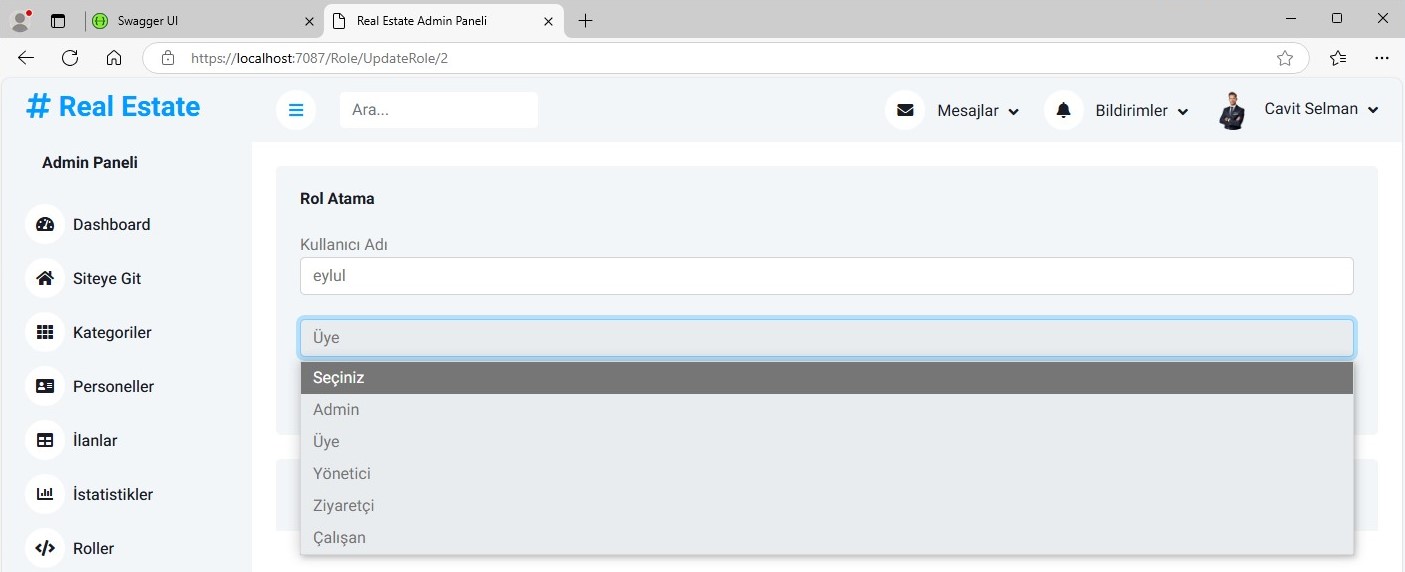 Swagger UI
Real Estate Admin Paneli
https://localhost:7087/Role/UpdateRole/2
# Real Estate
Ara...
Mesajlar
Bildirimler
Cavit Selman
Admin Paneli
Dashboard
Siteye Git
Kategoriler
Personeller
İlanlar
İstatistikler
Roller
Rol Atama
Kullanıcı Adı
eylul
Üye
Seçiniz
Admin
Üye
Yönetici
Ziyaretçi
Çalışan